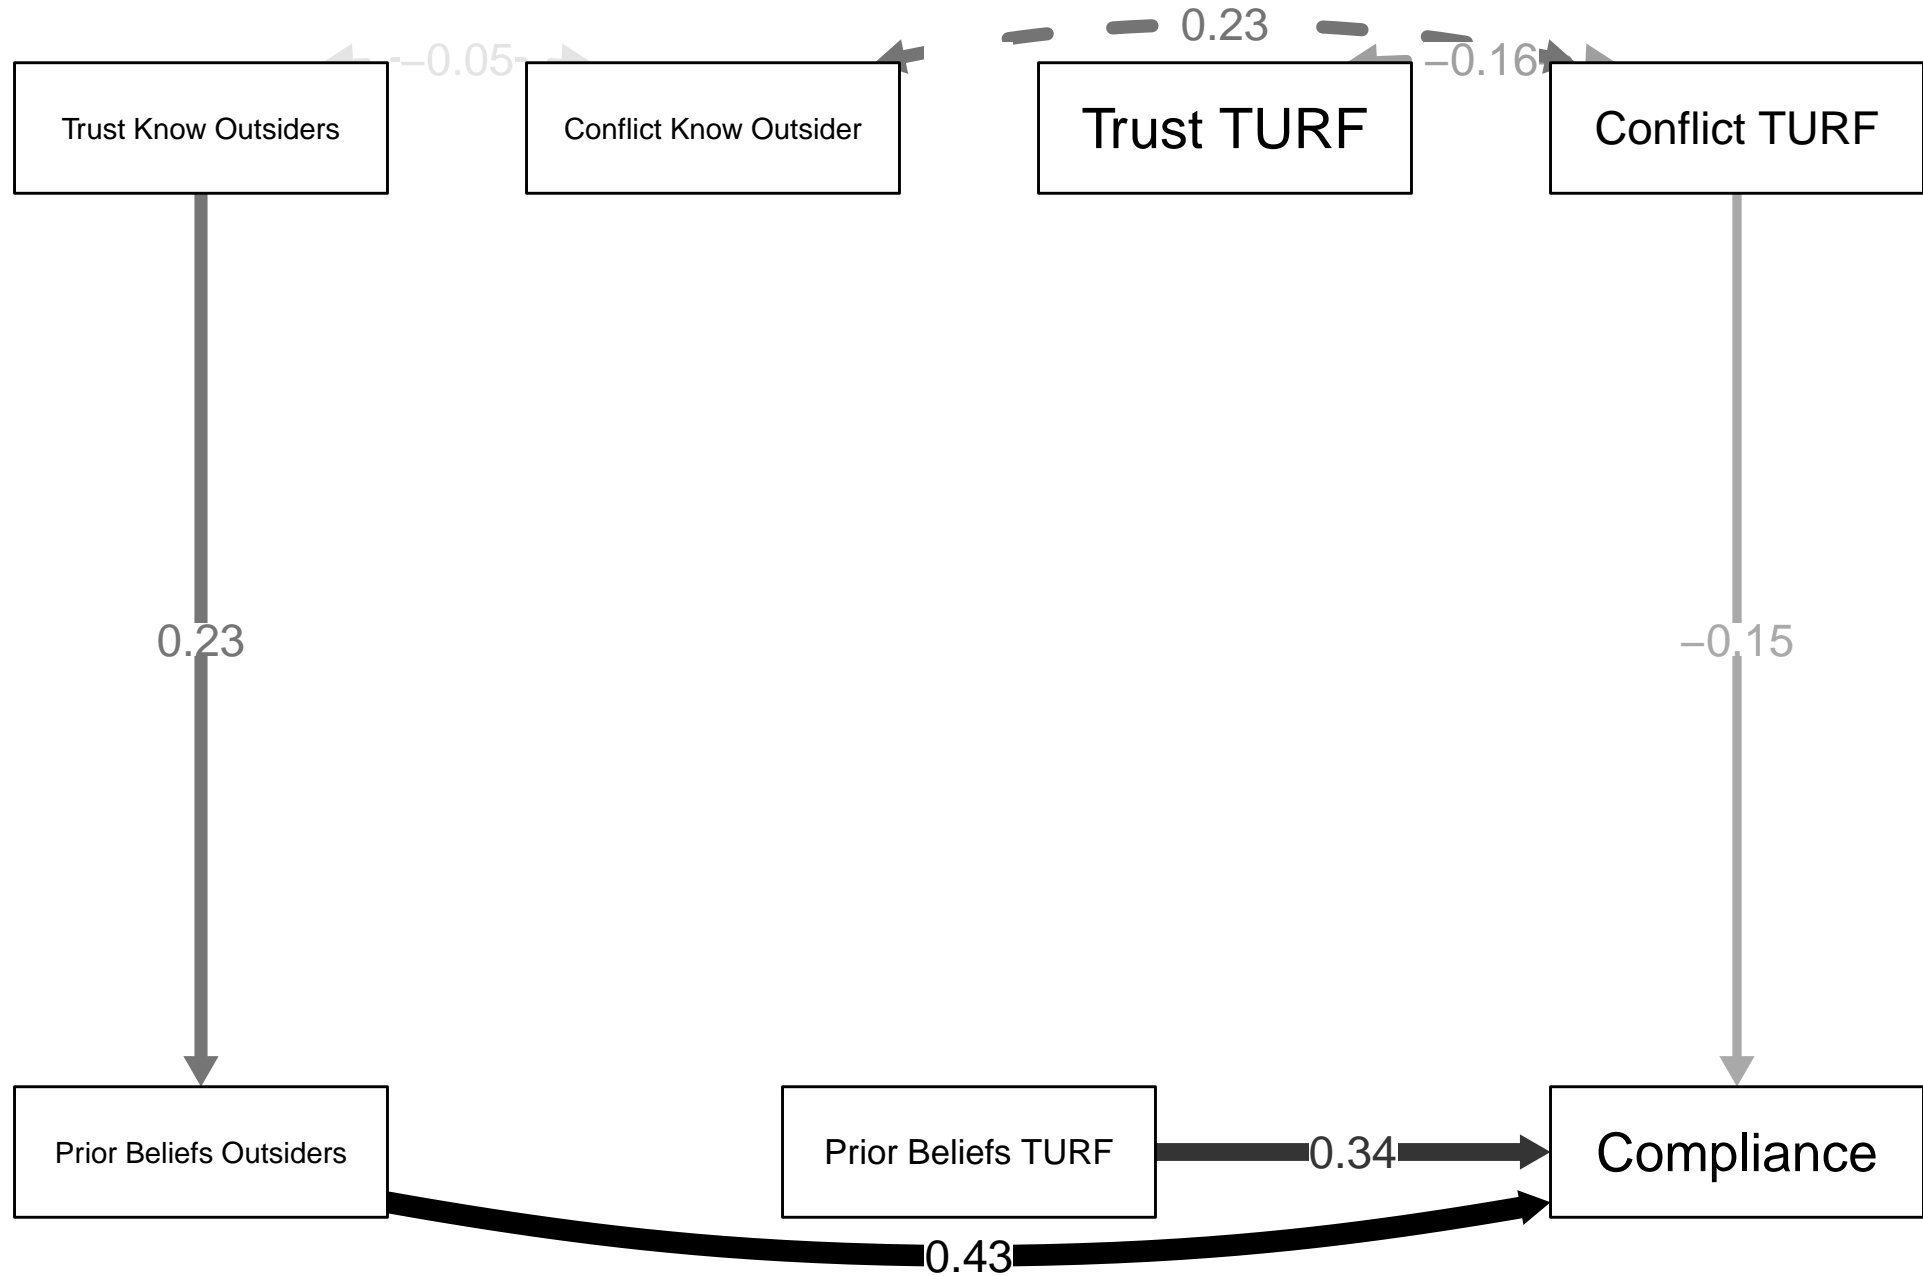 0.23
−0.05
−0.16
Trust Know Outsiders
Conflict Know Outsider
Trust TURF
Conflict TURF
0.23
−0.15
Prior Beliefs Outsiders
Prior Beliefs TURF
0.34
Compliance
0.43